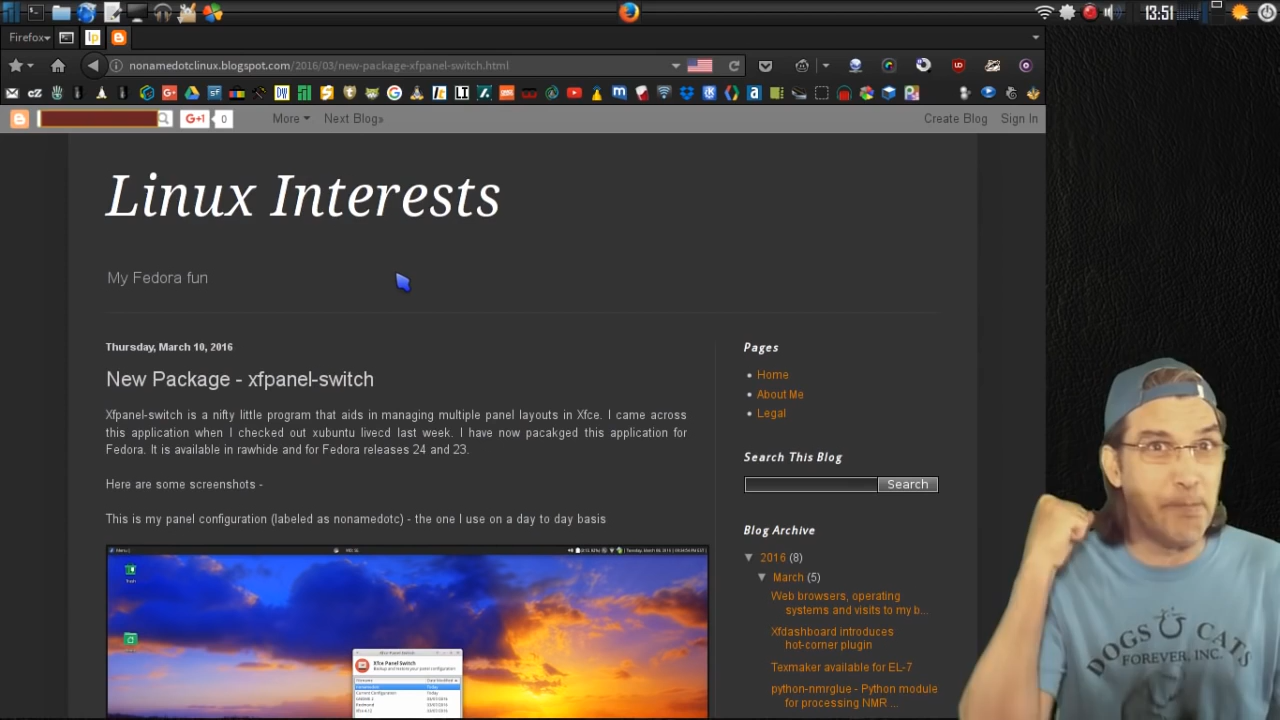 13:51
Firefox
nonamedotclinux.blogspot.com/2016/03/new-package-xfpanel-switch.html
G+1 0 More Next Blog» Create Blog Sign In
Linux Interests
My Fedora fun
Thursday, March 10, 2016
New Package - xfpanel-switch
Xfpanel-switch is a nifty little program that aids in managing multiple panel layouts in Xfce. I came across
this application when I checked out xubuntu livecd last week. I have now pacakged this application for
Fedora. It is available in rawhide and for Fedora releases 24 and 23.
Here are some screenshots -
This is my panel configuration (labeled as nonamedotc) - the one I use on a day to day basis
Xfce Panel Switch
Pages
Home
About Me
Legal
Search This Blog
Search
Blog Archive
2016 (8)
March (5)
Web browsers, operating
systems and visits to my b...
Xfdashboard introduces
hot-corner plugin
Texmaker available for EL-7
python-nmrglue - Python module
for processing NMR ...
DOGS & CATS
FOREVER, INC.